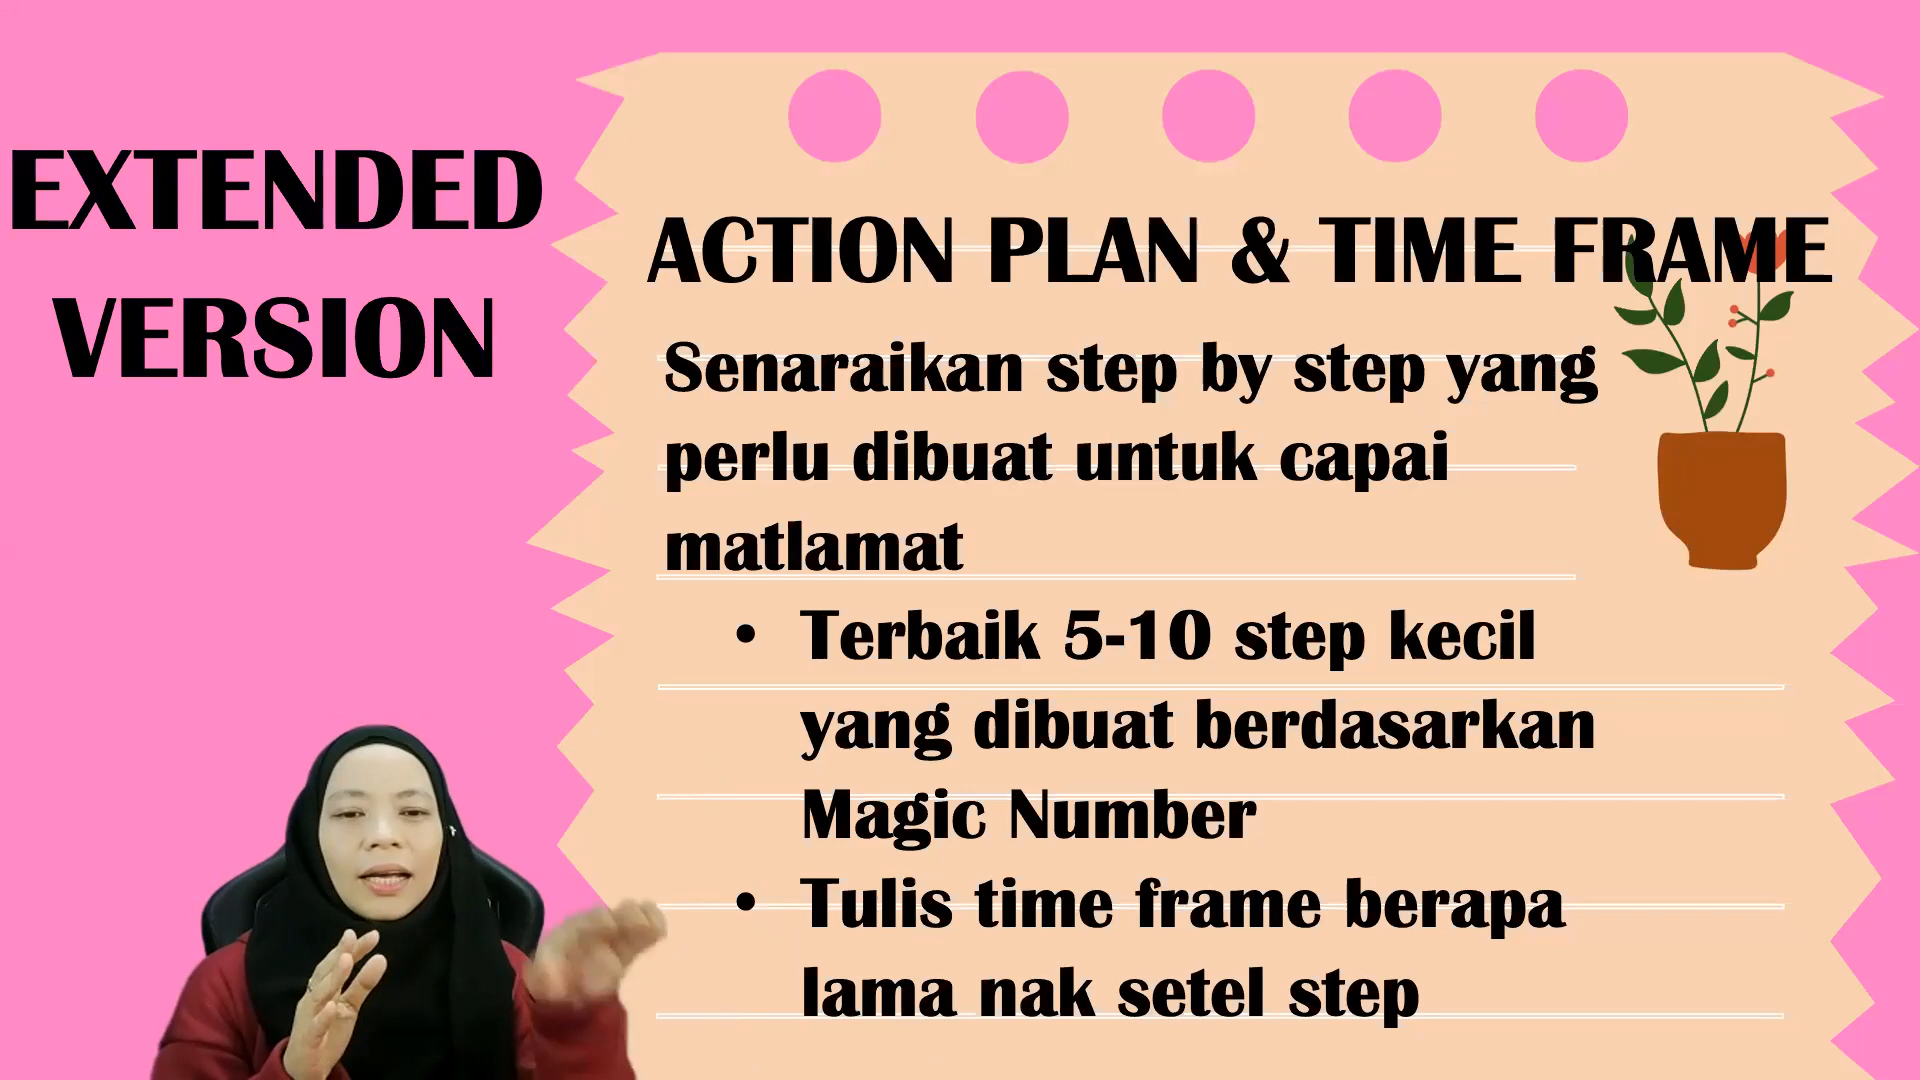 EXTENDED
VERSION
ACTION PLAN & TIME FRAME
Senaraikan step by step yang
perlu dibuat untuk capai
matlamat
• Terbaik 5-10 step kecil
yang dibuat berdasarkan
Magic Number
• Tulis time frame berapa
lama nak setel step